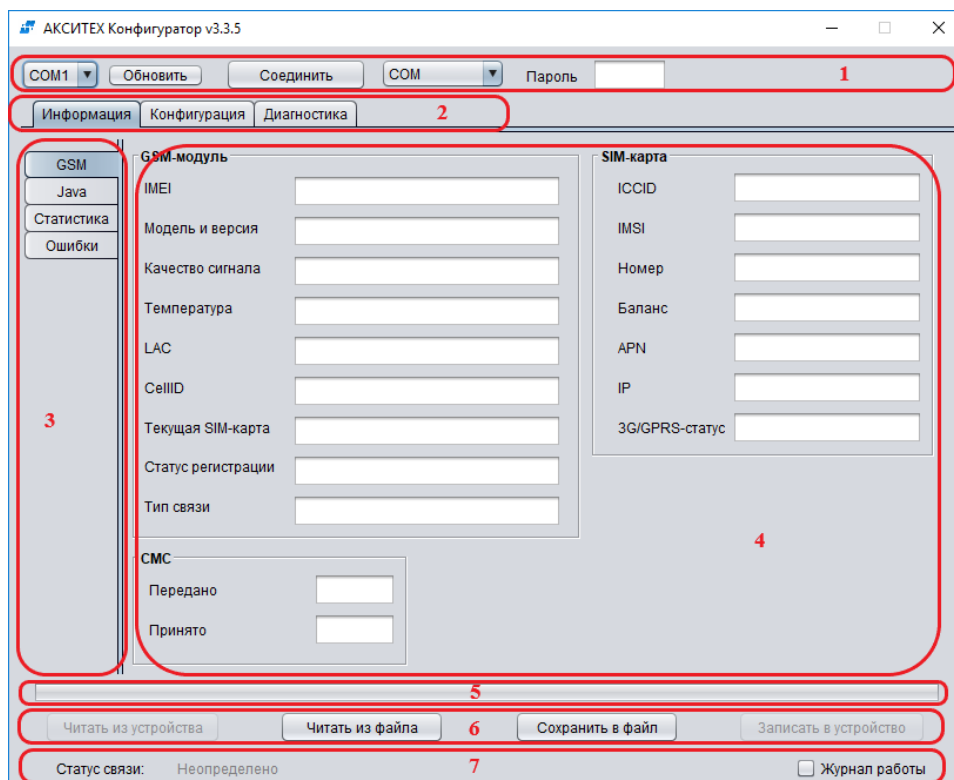 АКСИТЕХ Конфигуратор v3.3.5
COM1 Обновить Соединить COM Пароль 1
Информация Конфигурация Диагностика 2
GSM
Java
Статистика
Ошибки
3
GSM-модуль
IMEI
Модель и версия
Качество сигнала
Температура
LAC
CellID
Текущая SIM-карта
Статус регистрации
Тип связи
SIM-карта
ICCID
IMSI
Номер
Баланс
APN
IP
3G/GPRS-статус
4
СМС
Передано
Принято
5
Читать из устройства Читать из файла 6 Сохранить в файл Записать в устройство
Статус связи: Неопределено 7 Журнал работы